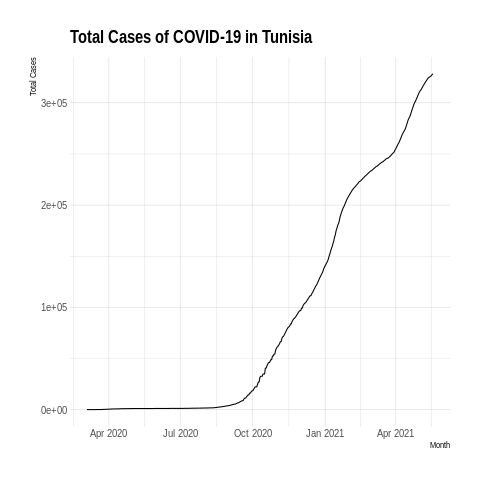 Total Cases of COVID-19 in Tunisia
Total Cases
3e+05
2e+05
1e+05
0e+00
Apr 2020 Jul 2020 Oct 2020 Jan 2021 Apr 2021
Month